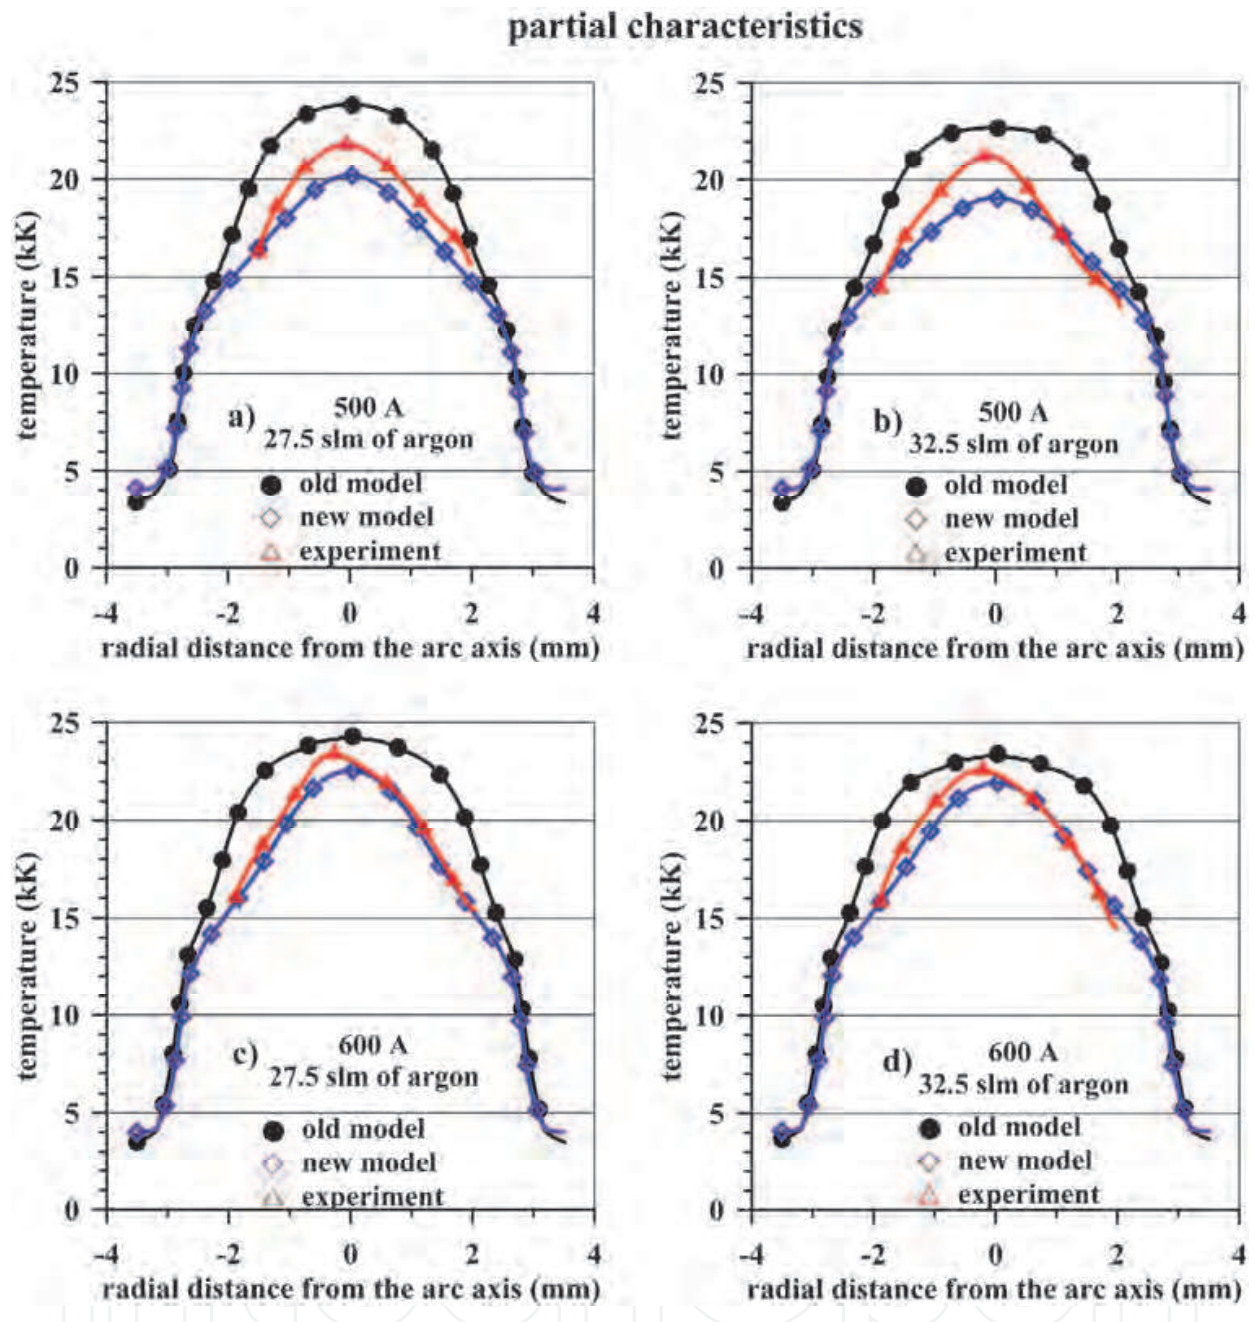 partial characteristics
25
20
15
10
5
0
temperature (kK)
a)
500 A
27.5 slm of argon
old model
new model
experiment
-4
-2
0
2
4
radial distance from the arc axis (mm)
25
20
15
10
5
0
temperature (kK)
b)
500 A
32.5 slm of argon
old model
new model
experiment
-4
-2
0
2
4
radial distance from the arc axis (mm)
25
20
15
10
5
0
temperature (kK)
c)
600 A
27.5 slm of argon
old model
new model
experiment
-4
-2
0
2
4
radial distance from the arc axis (mm)
25
20
15
10
5
0
temperature (kK)
d)
600 A
32.5 slm of argon
old model
new model
experiment
-4
-2
0
2
4
radial distance from the arc axis (mm)